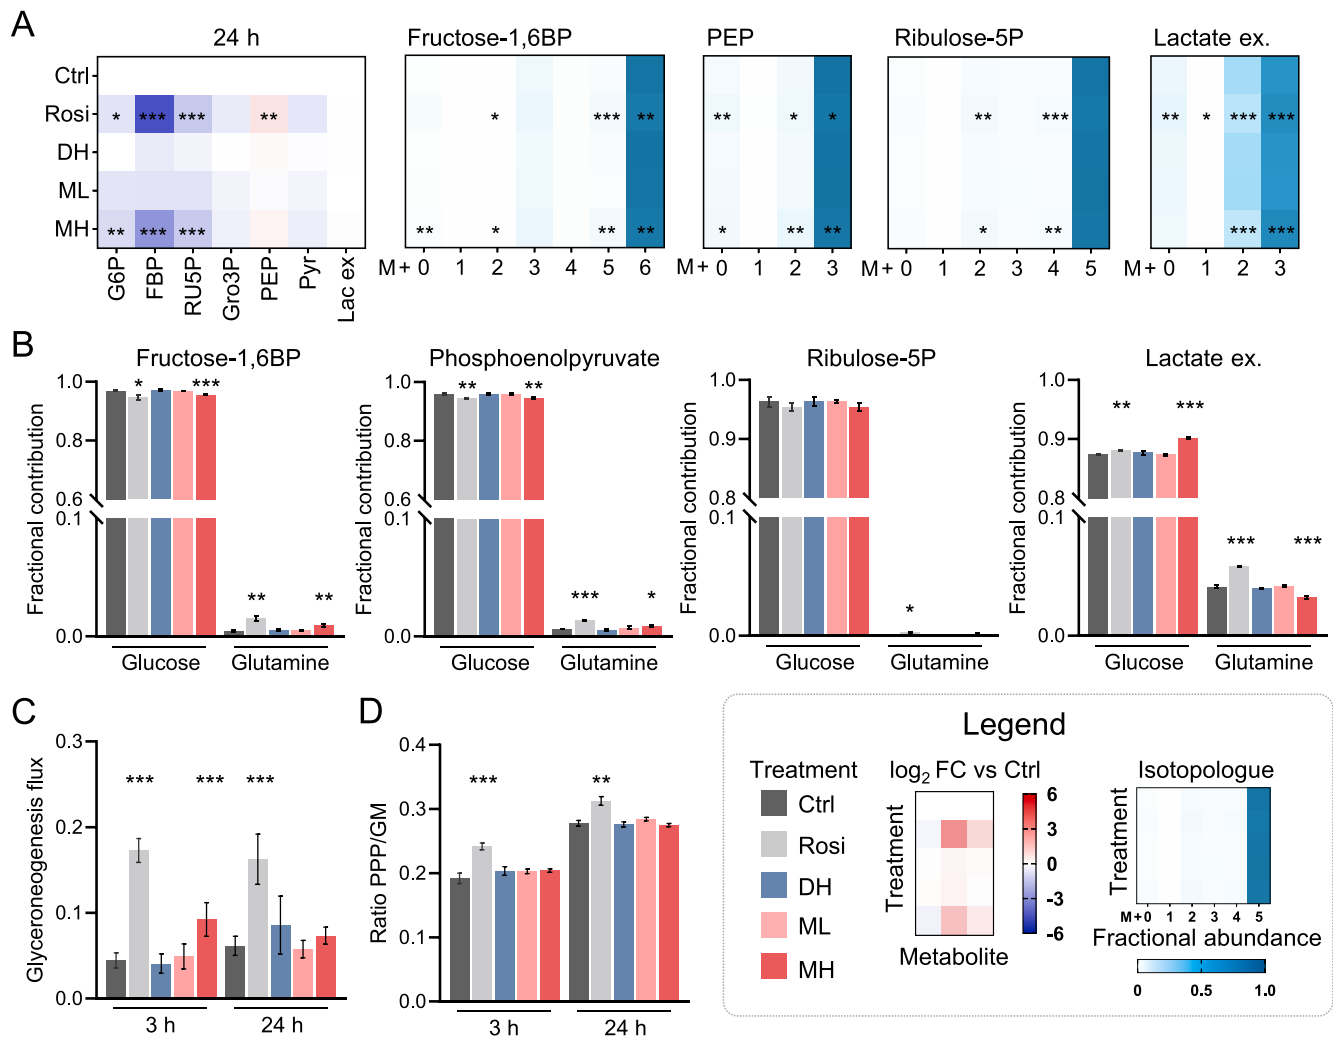 A
24 h
Fructose-1,6BP
PEP
Ribulose-5P
Lactate ex.
Ctrl
Rosi * *** *** ** * *** ** ** * * ** *** ** * *** ***
DH
ML
MH ** *** *** ** * ** ** * ** ** * ** *** ***
G6P
FBP
RU5P
Gro3P
PEP
Pyr
Lac ex
M+ 0 1 2 3 4 5 6
M+ 0 1 2 3
M+ 0 1 2 3 4 5
M+ 0 1 2 3
B
Fructose-1,6BP
Fractional contribution
1.0
0.8
0.6
0.1
0.0
* ***
** **
Glucose Glutamine
Phosphoenolpyruvate
Fractional contribution
1.0
0.8
0.6
0.1
0.0
** **
*** *
Glucose Glutamine
Ribulose-5P
Fractional contribution
1.0
0.9
0.8
0.1
0.0
*
Glucose Glutamine
Lactate ex.
Fractional contribution
1.0
0.9
0.8
0.1
0.0
** ***
*** ***
Glucose Glutamine
C
Glyceroneogenesis flux
0.3
0.2
0.1
0.0
*** *** ***
3 h 24 h
D
Ratio PPP/GM
0.4
0.3
0.2
0.1
0.0
*** **
3 h 24 h
Legend
Treatment
Ctrl
Rosi
DH
ML
MH
log2 FC vs Ctrl
Treatment
Metabolite
6
3
0
-3
-6
Isotopologue
Treatment
M+ 0 1 2 3 4 5
Fractional abundance
0 0.5 1.0